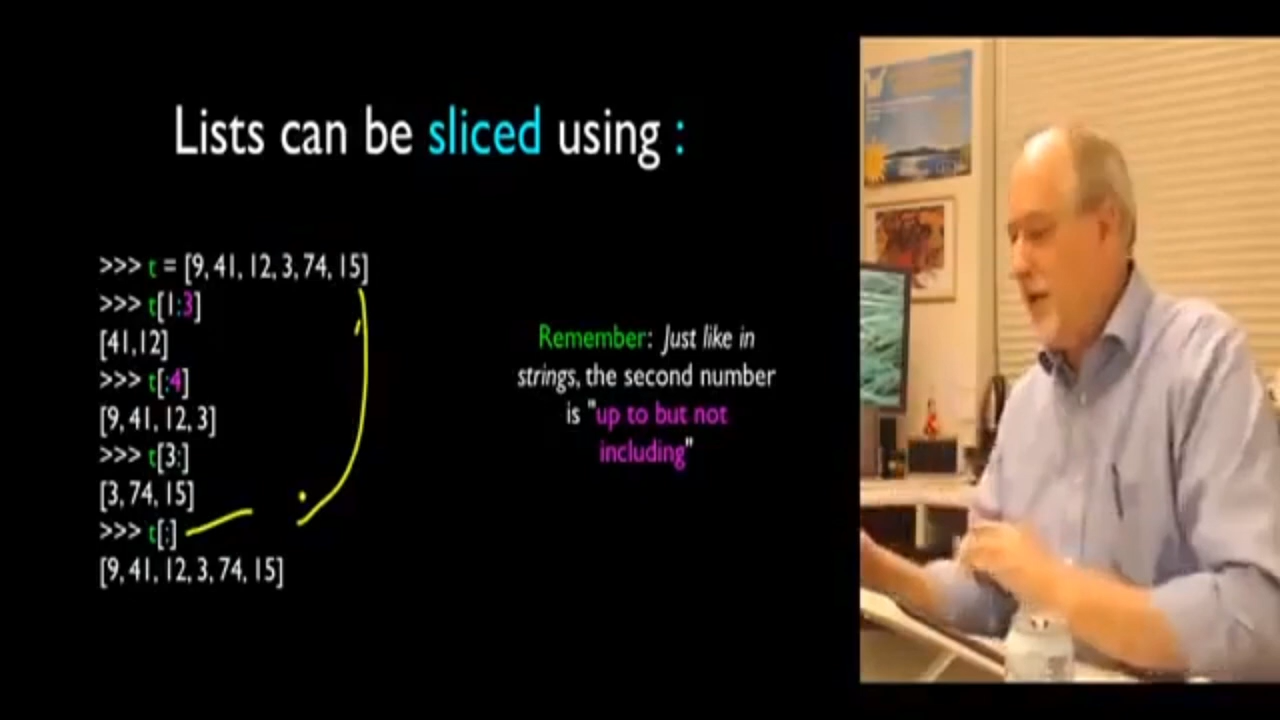 Lists can be sliced using :
>>> t = [9, 41, 12, 3, 74, 15]
>>> t[1:3]
[41,12]
>>> t[:4]
[9, 41, 12, 3]
>>> t[3:]
[3, 74, 15]
>>> t[:]
[9, 41, 12, 3, 74, 15]
Remember: Just like in
strings, the second number
is "up to but not
including"